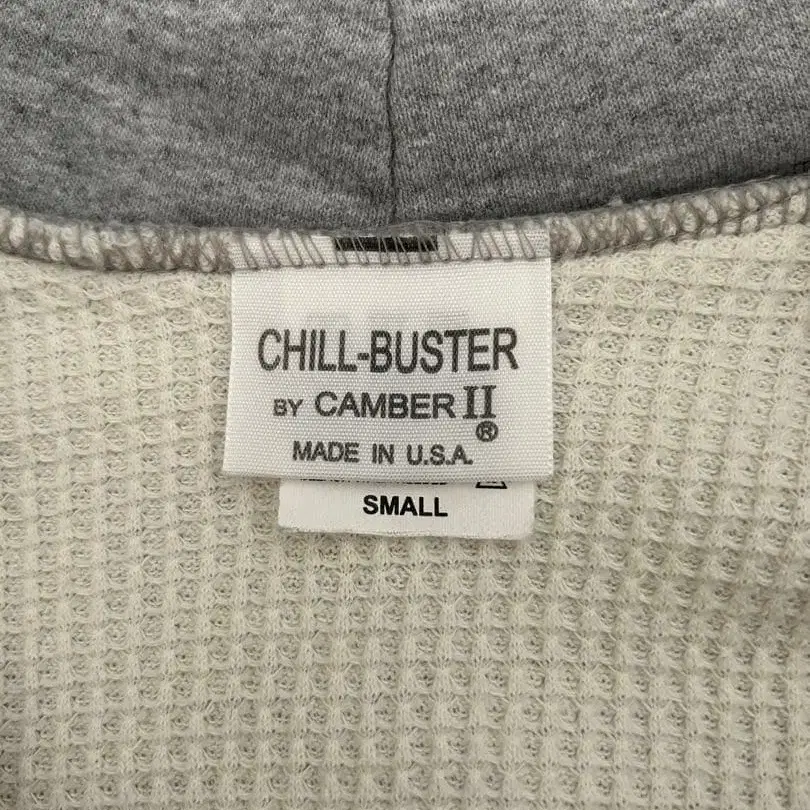 CHILL-BUSTER
BY CAMBER II
®
MADE IN U.S.A.
SMALL